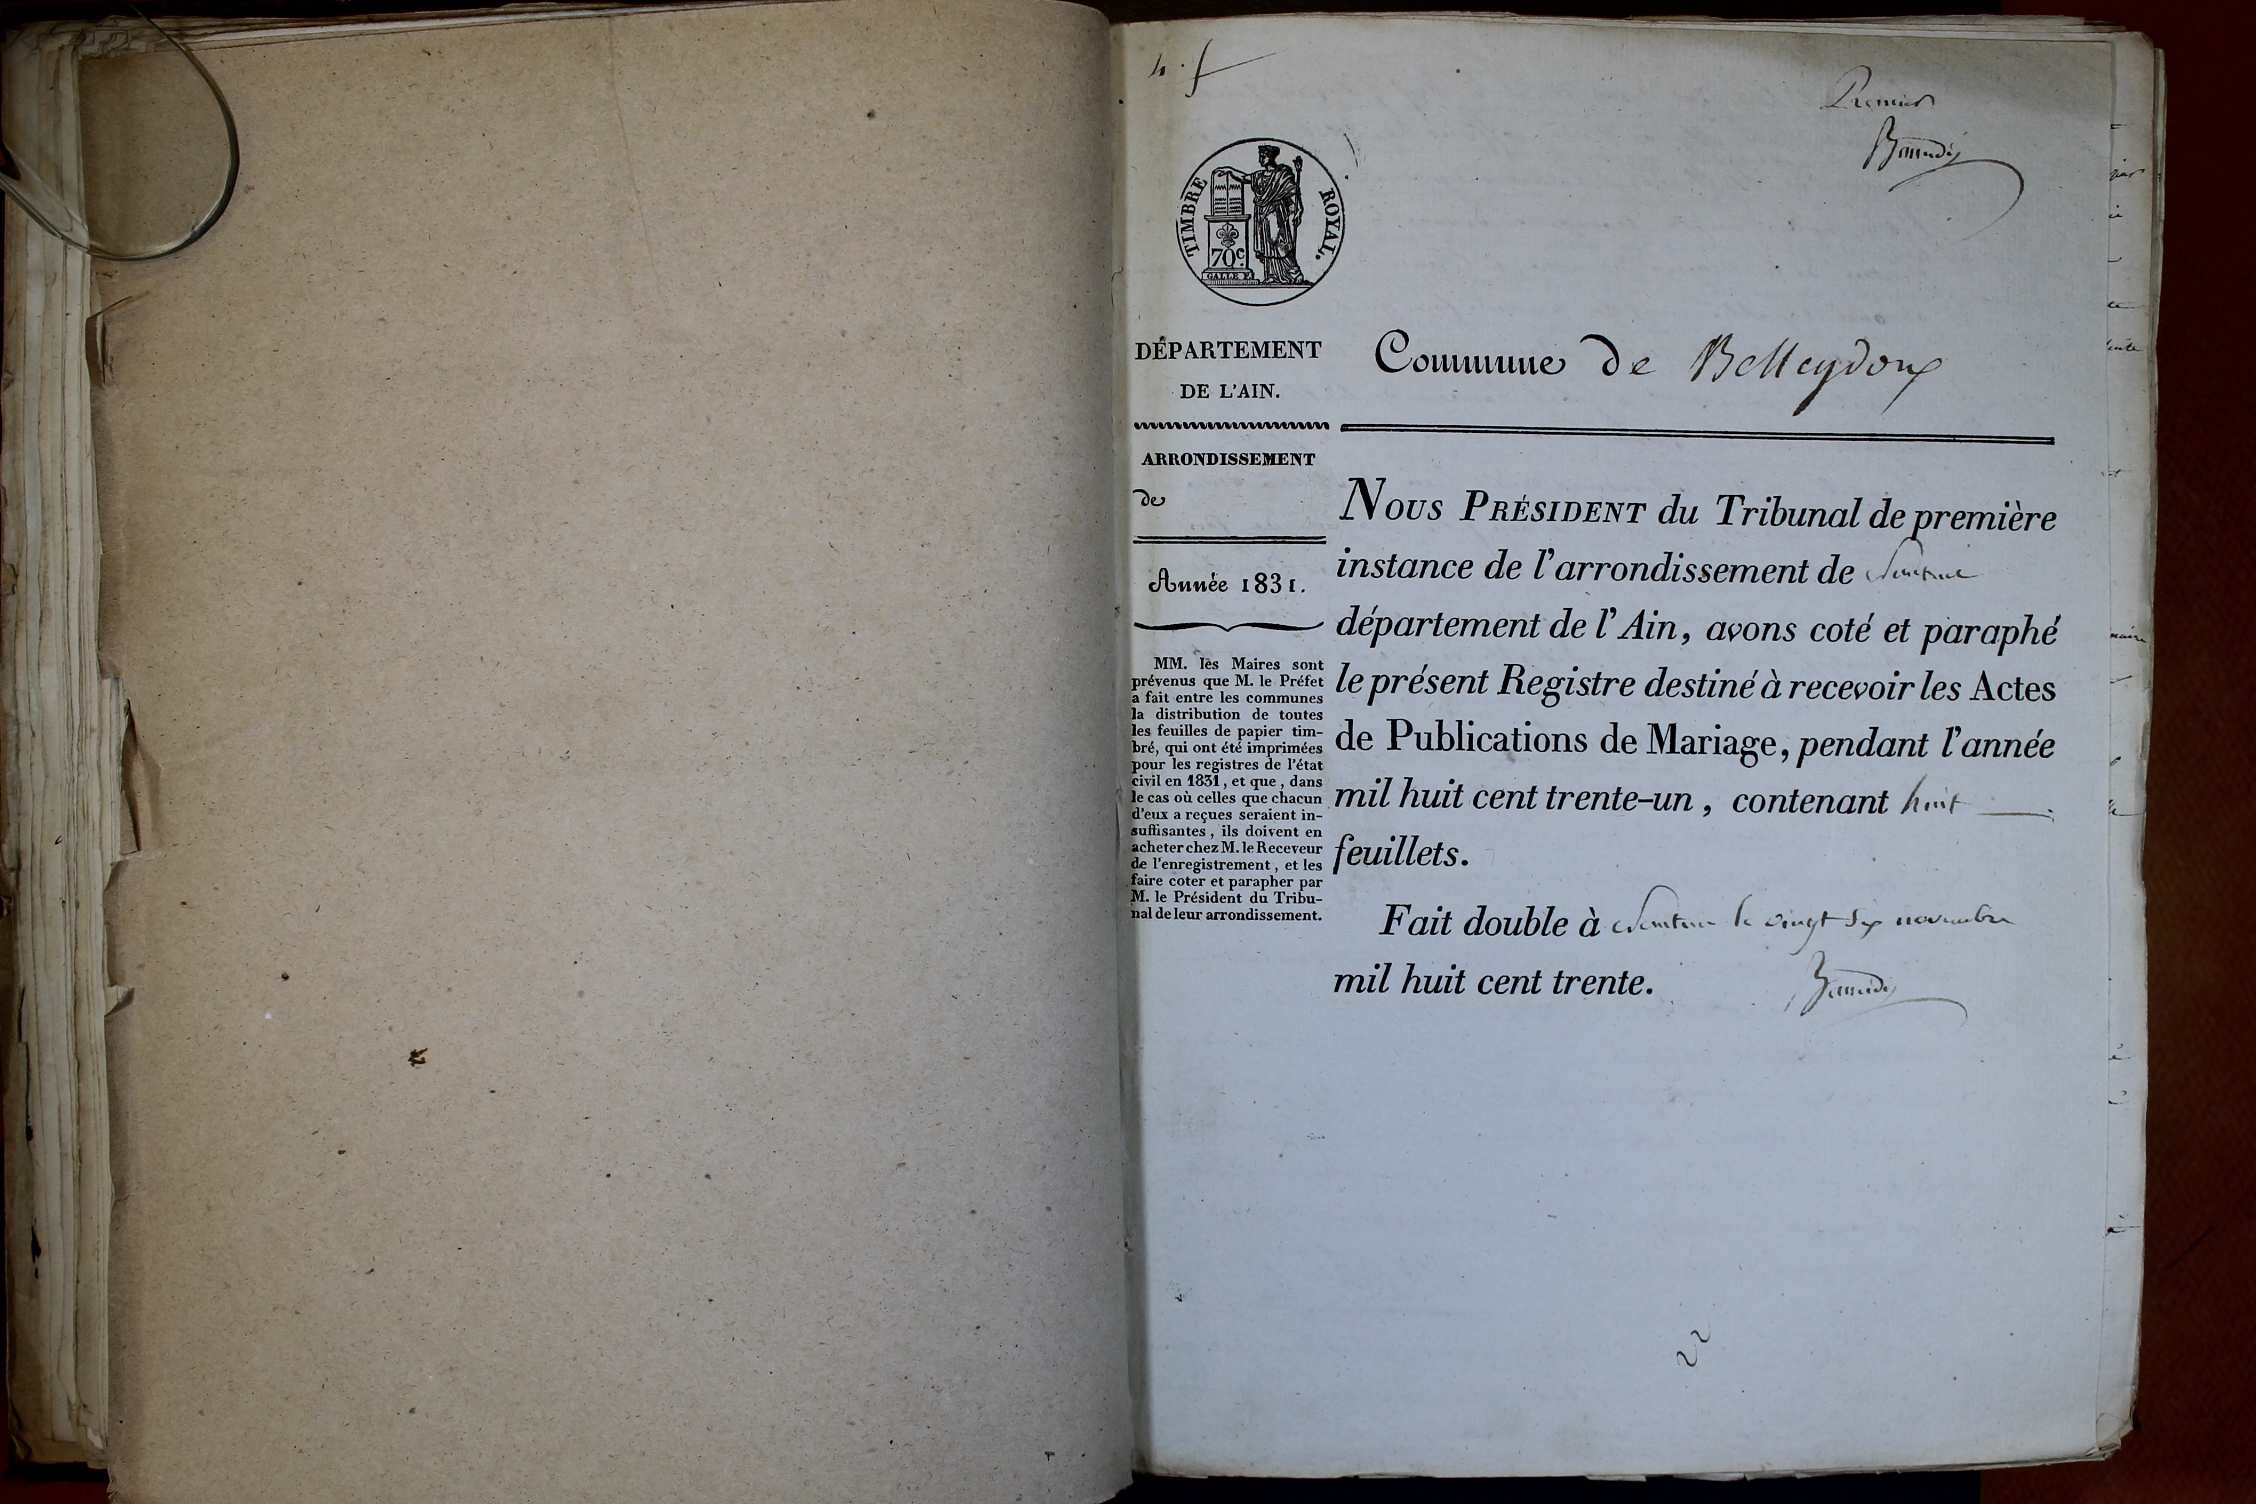 4. f
Premier
Baudin
TIMBRE ROYAL.
70 c.
GALLE F.
DÉPARTEMENT
DE L'AIN.
Commune de Belleydoux
ARRONDISSEMENT
de
Année 1831.
MM. les Maires sont
prévenus que M. le Préfet
a fait entre les communes
la distribution de toutes
les feuilles de papier tim-
bré, qui ont été imprimées
pour les registres de l'état
civil en 1831, et que, dans
le cas où celles que chacun
d'eux a reçues seraient in-
suffisantes, ils doivent en
acheter chez M. le Receveur
de l'enregistrement, et les
faire coter et parapher par
M. le Président du Tribu-
nal de leur arrondissement.
NOUS PRÉSIDENT du Tribunal de première
instance de l'arrondissement de Nantua
département de l'Ain, avons coté et paraphé
le présent Registre destiné à recevoir les Actes
de Publications de Mariage, pendant l'année
mil huit cent trente-un, contenant huit
feuillets.
Fait double à Nantua le vingt six novembre
mil huit cent trente.